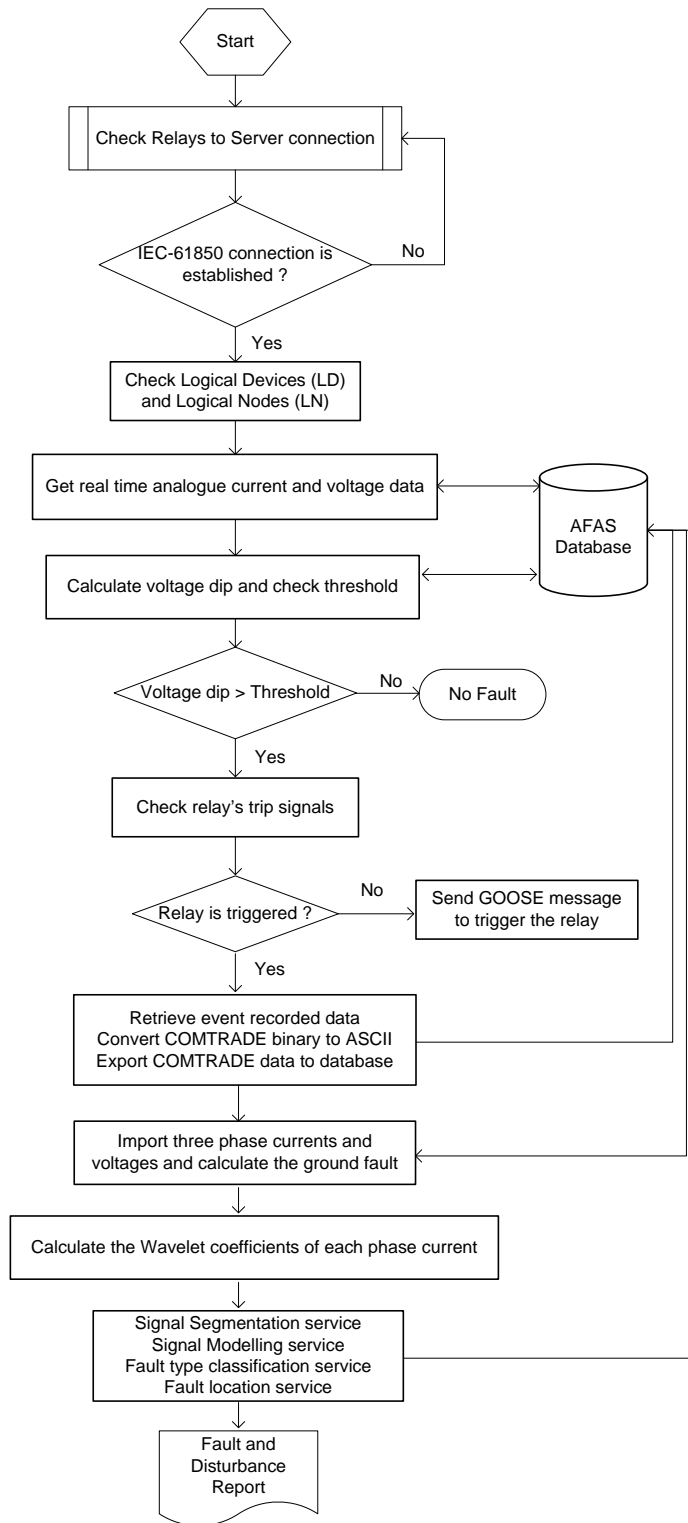 Start
Check Relays to Server connection
IEC-61850 connection is
established ?
No
Yes
Check Logical Devices (LD)
and Logical Nodes (LN)
Get real time analogue current and voltage data
AFAS
Database
Calculate voltage dip and check threshold
Voltage dip > Threshold
No
No Fault
Yes
Check relay's trip signals
Relay is triggered ?
No
Send GOOSE message
to trigger the relay
Yes
Retrieve event recorded data
Convert COMTRADE binary to ASCII
Export COMTRADE data to database
Import three phase currents and
voltages and calculate the ground fault
Calculate the Wavelet coefficients of each phase current
Signal Segmentation service
Signal Modelling service
Fault type classification service
Fault location service
Fault and
Disturbance
Report